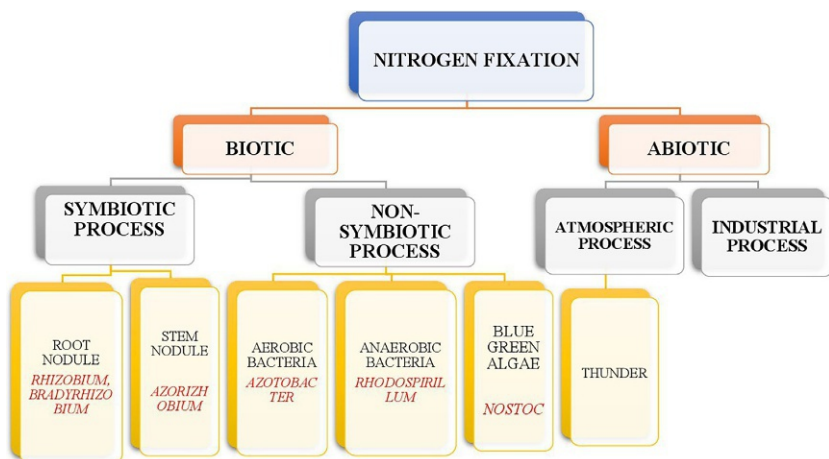 NITROGEN FIXATION
BIOTIC
ABIOTIC
SYMBIOTIC
PROCESS
NON-
SYMBIOTIC
PROCESS
ATMOSPHERIC
PROCESS
INDUSTRIAL
PROCESS
ROOT
NODULE
RHIZOBIUM,
BRADYRHIZO
BIUM
STEM
NODULE
AZORIZH
OBIUM
AEROBIC
BACTERIA
AZOTOBAC
TER
ANAEROBIC
BACTERIA
RHODOSPIRIL
LUM
BLUE
GREEN
ALGAE
NOSTOC
THUNDER